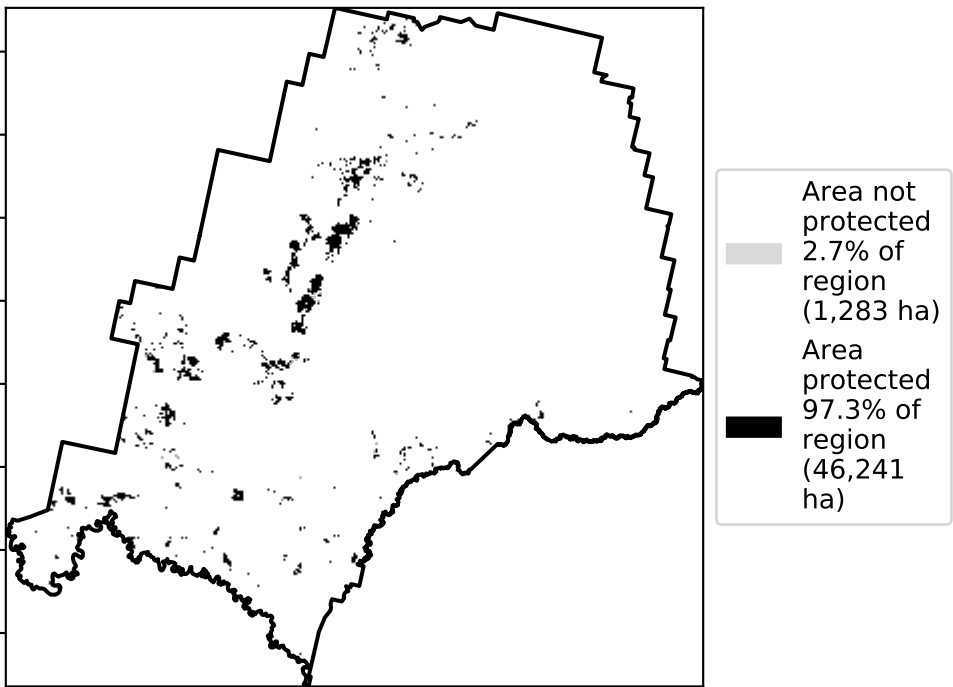 Area not
protected
2.7% of
region
(1,283 ha)
Area
protected
97.3% of
region
(46,241
ha)